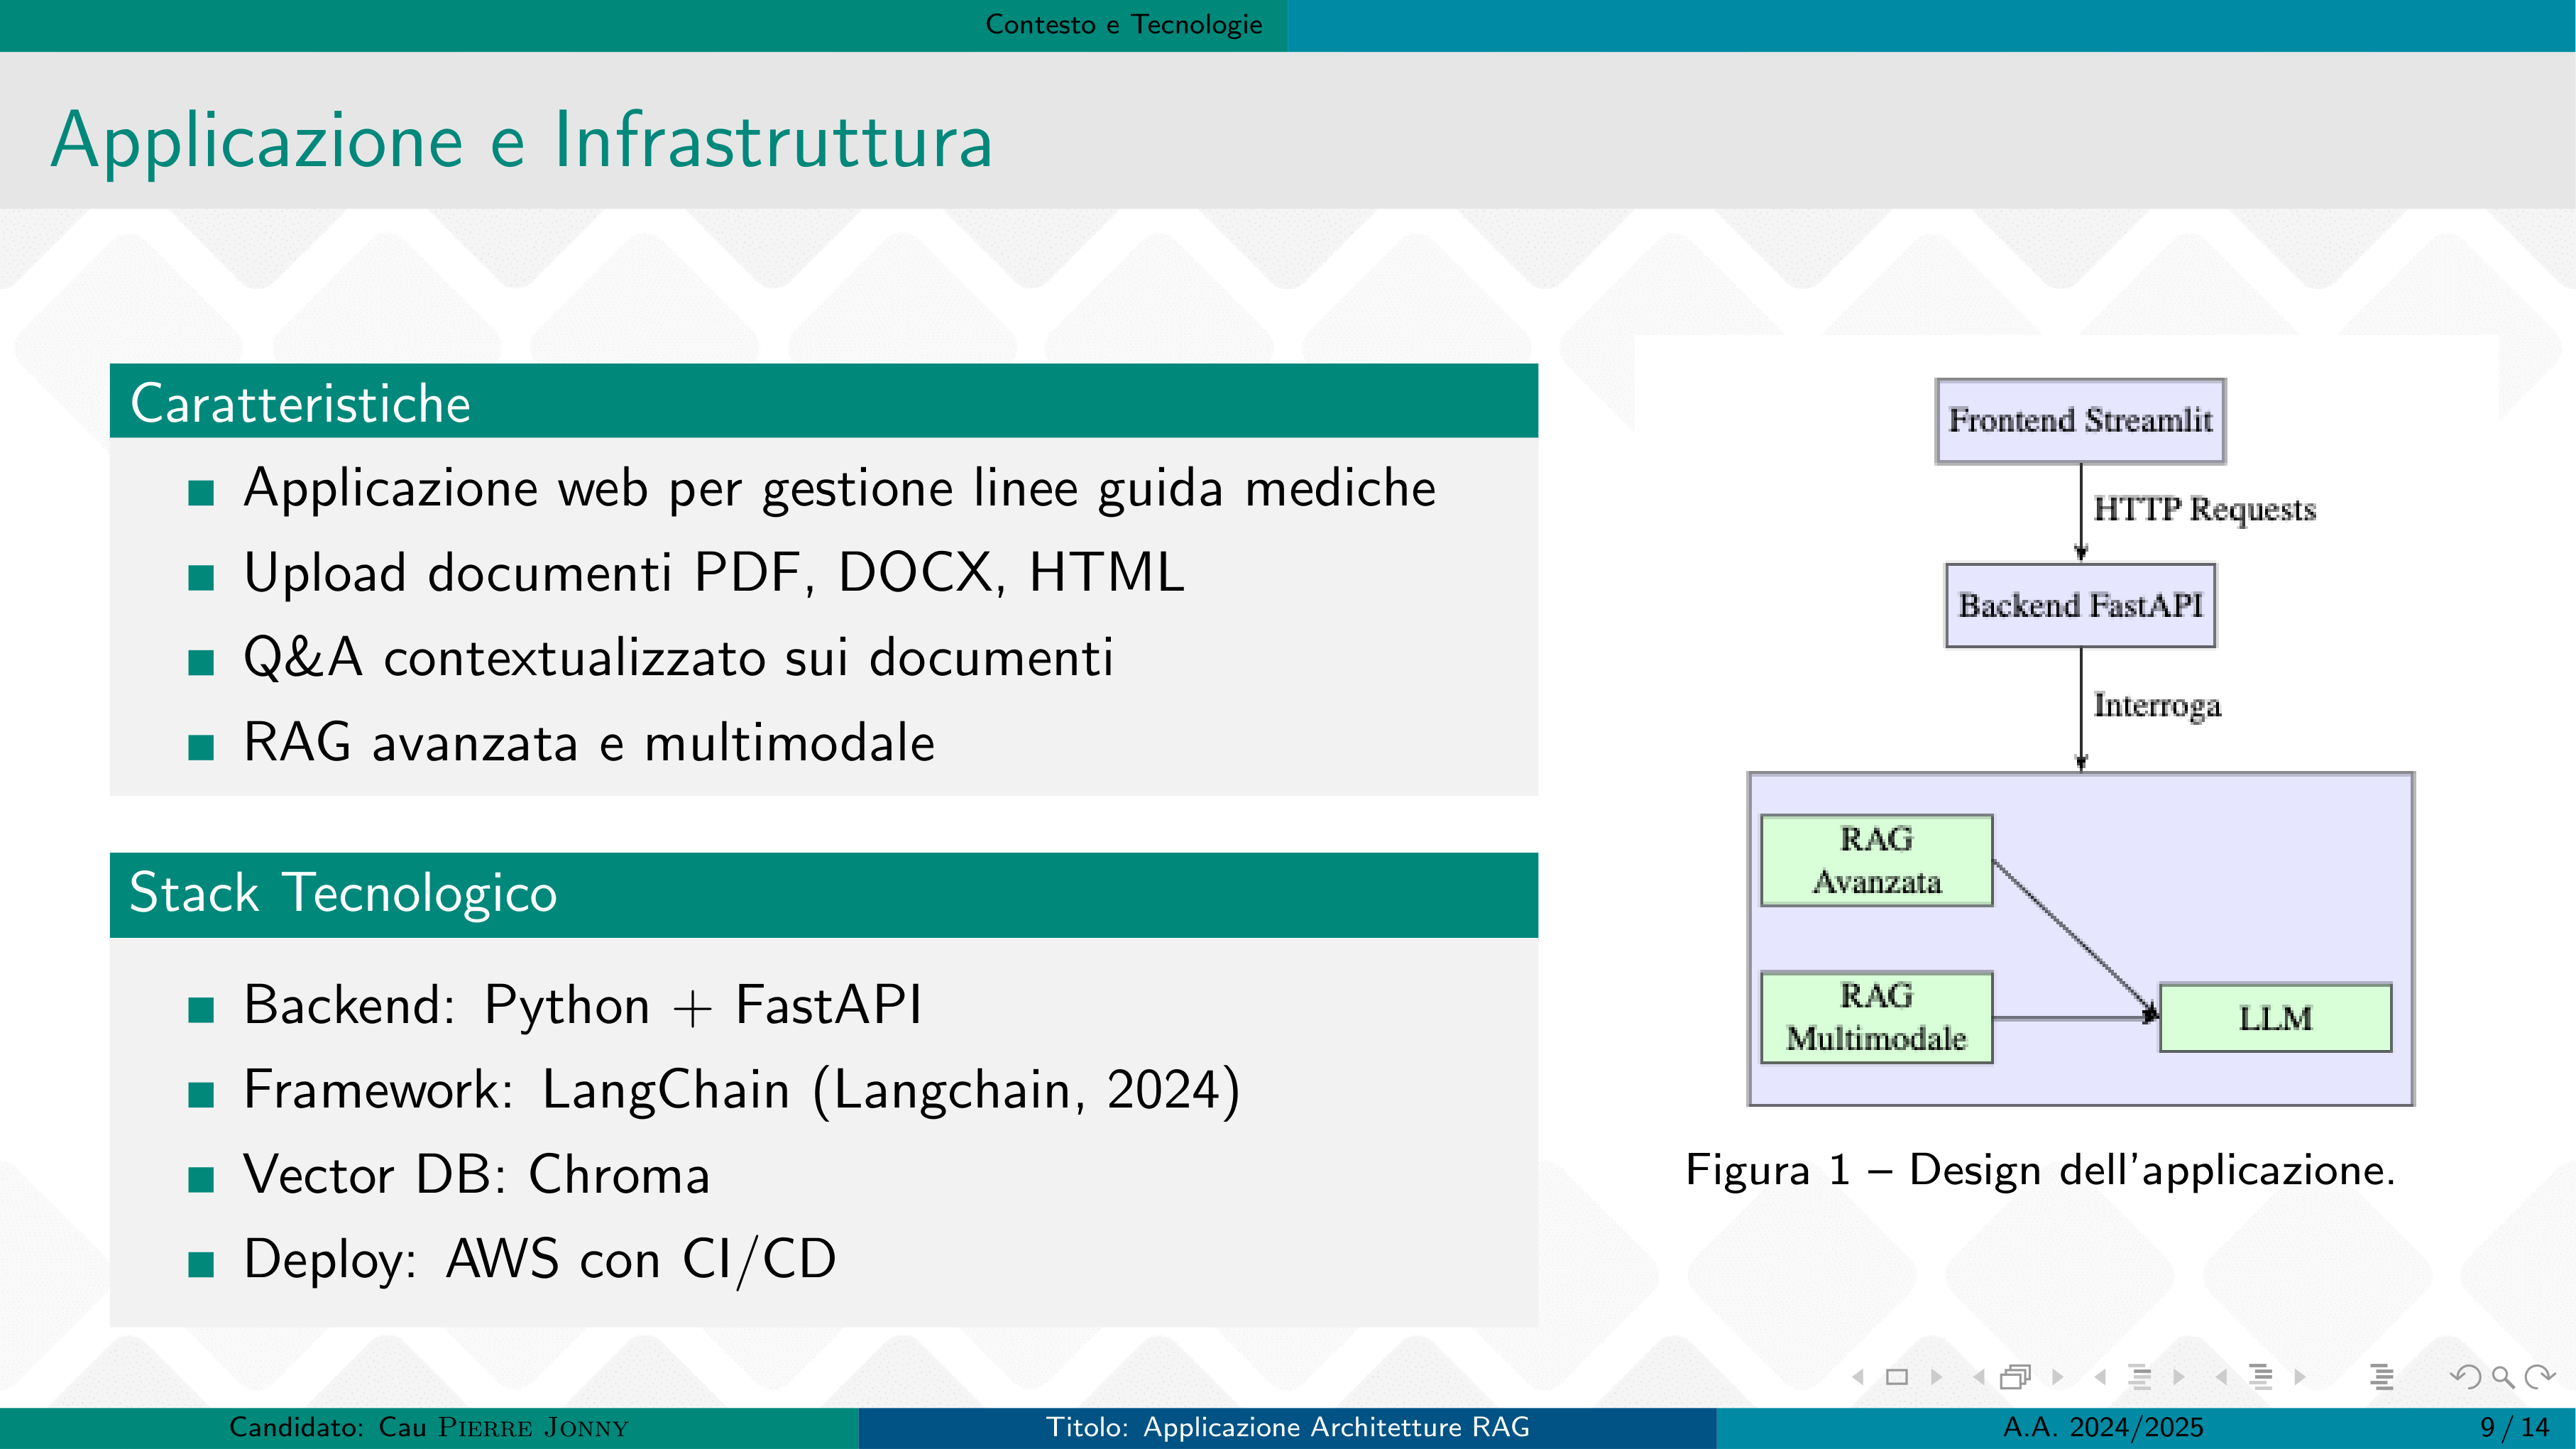 Contesto e Tecnologie
Applicazione e Infrastruttura
Caratteristiche
Applicazione web per gestione linee guida mediche
Upload documenti PDF, DOCX, HTML
Q&A contextualizzato sui documenti
RAG avanzata e multimodale
Stack Tecnologico
Backend: Python + FastAPI
Framework: LangChain (Langchain, 2024)
Vector DB: Chroma
Deploy: AWS con CI/CD
Frontend Streamlit
HTTP Requests
Backend FastAPI
Interroga
RAG
Avanzata
RAG
Multimodale
LLM
Figura 1 – Design dell'applicazione.
Candidato: Cau Pierre Jonny
Titolo: Applicazione Architetture RAG
A.A. 2024/2025
9 / 14